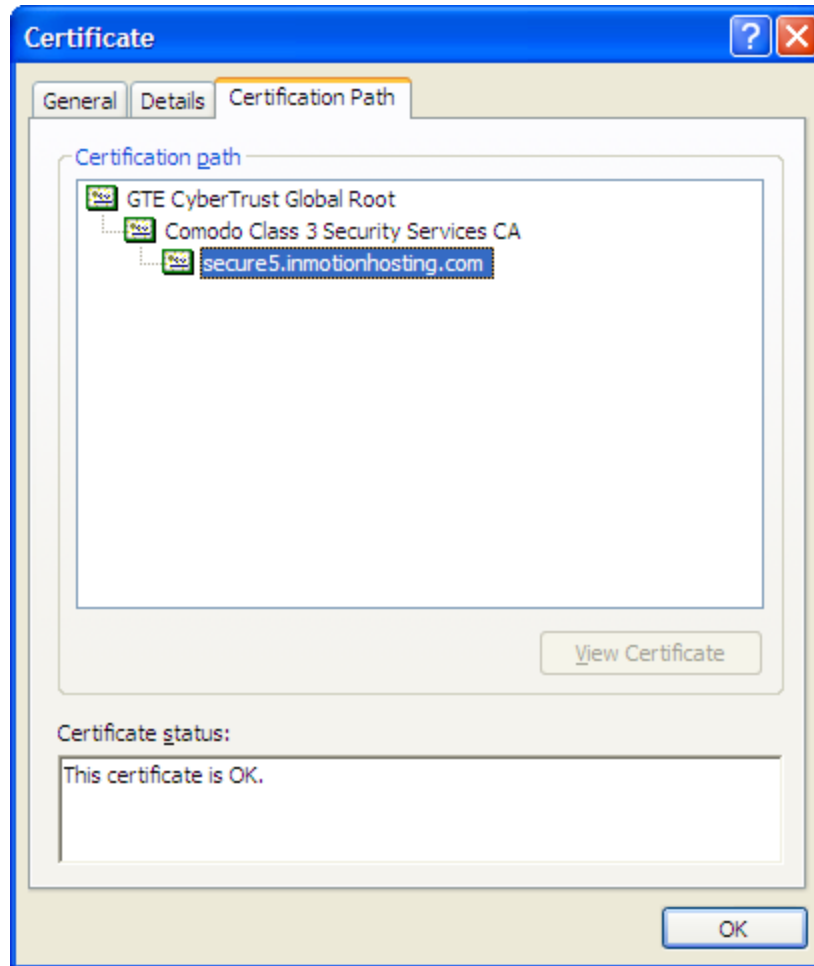 Certificate
General Details Certification Path
Certification path
GTE CyberTrust Global Root
Comodo Class 3 Security Services CA
secure5.inmotionhosting.com
View Certificate
Certificate status:
This certificate is OK.
OK